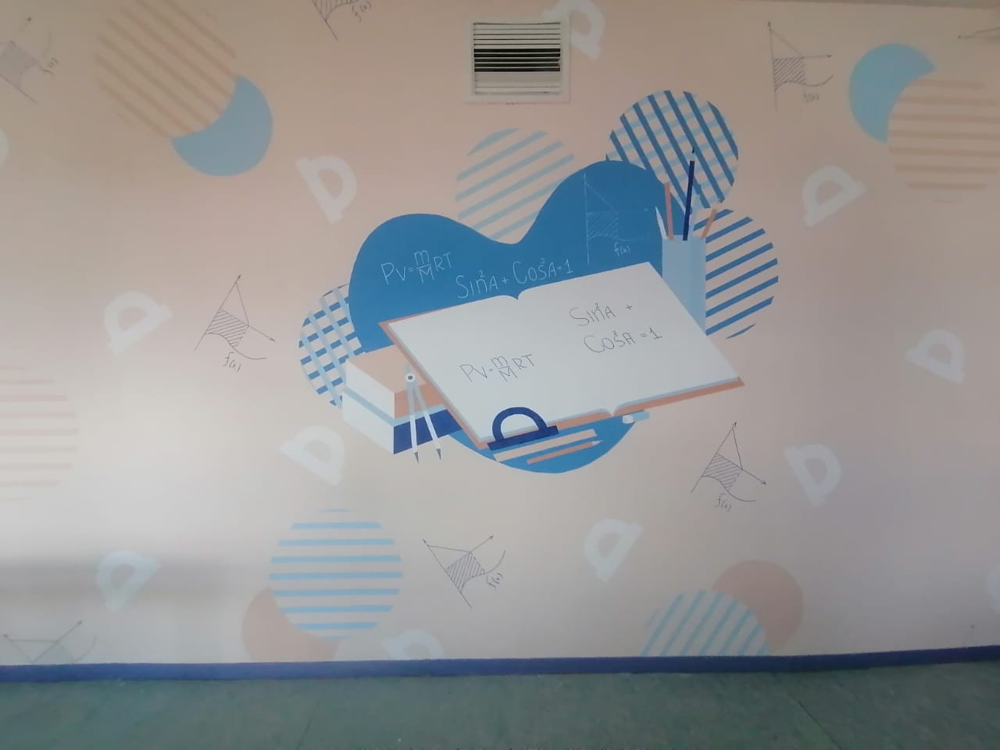 f(x)
f(x)
f(x)
PV=m/M RT
Sin²A + Cos²A=1
f(x)
Sin²A +
Cos²A =1
PV=m/M RT
f(x)
f(x)
f(x)